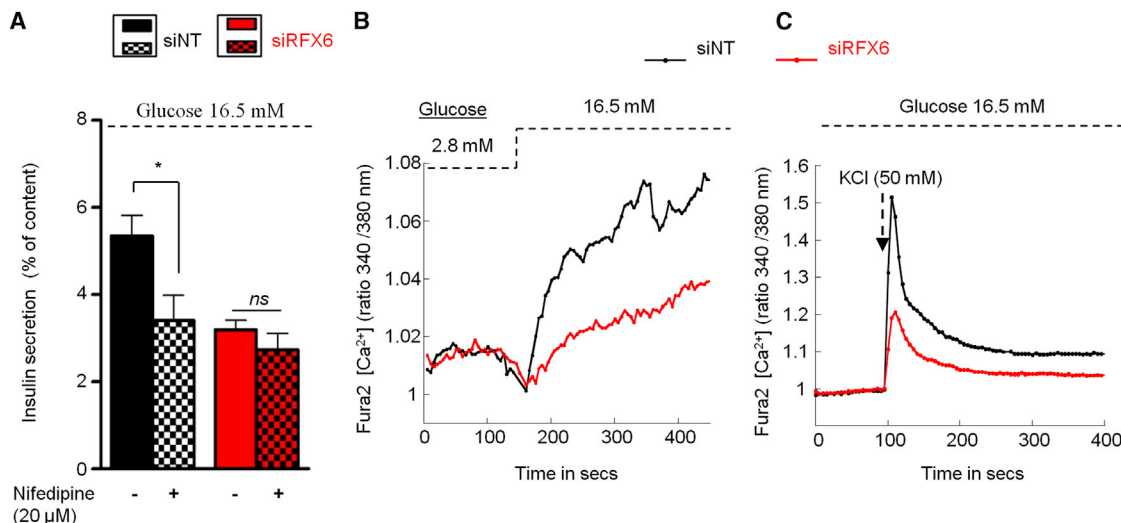 A
siNT
siRFX6
Glucose 16.5 mM
Insulin secretion (% of content)
8
6
4
2
0
*
ns
Nifedipine
(20 µM)
- + - +
B
siNT
Glucose
2.8 mM
16.5 mM
Fura2 [Ca2+] (ratio 340 /380 nm)
1.08
1.06
1.04
1.02
1
0 100 200 300 400
Time in secs
C
siRFX6
Glucose 16.5 mM
KCl (50 mM)
Fura2 [Ca2+] (ratio 340 /380 nm)
1.6
1.5
1.4
1.3
1.2
1.1
1
0 100 200 300 400
Time in secs